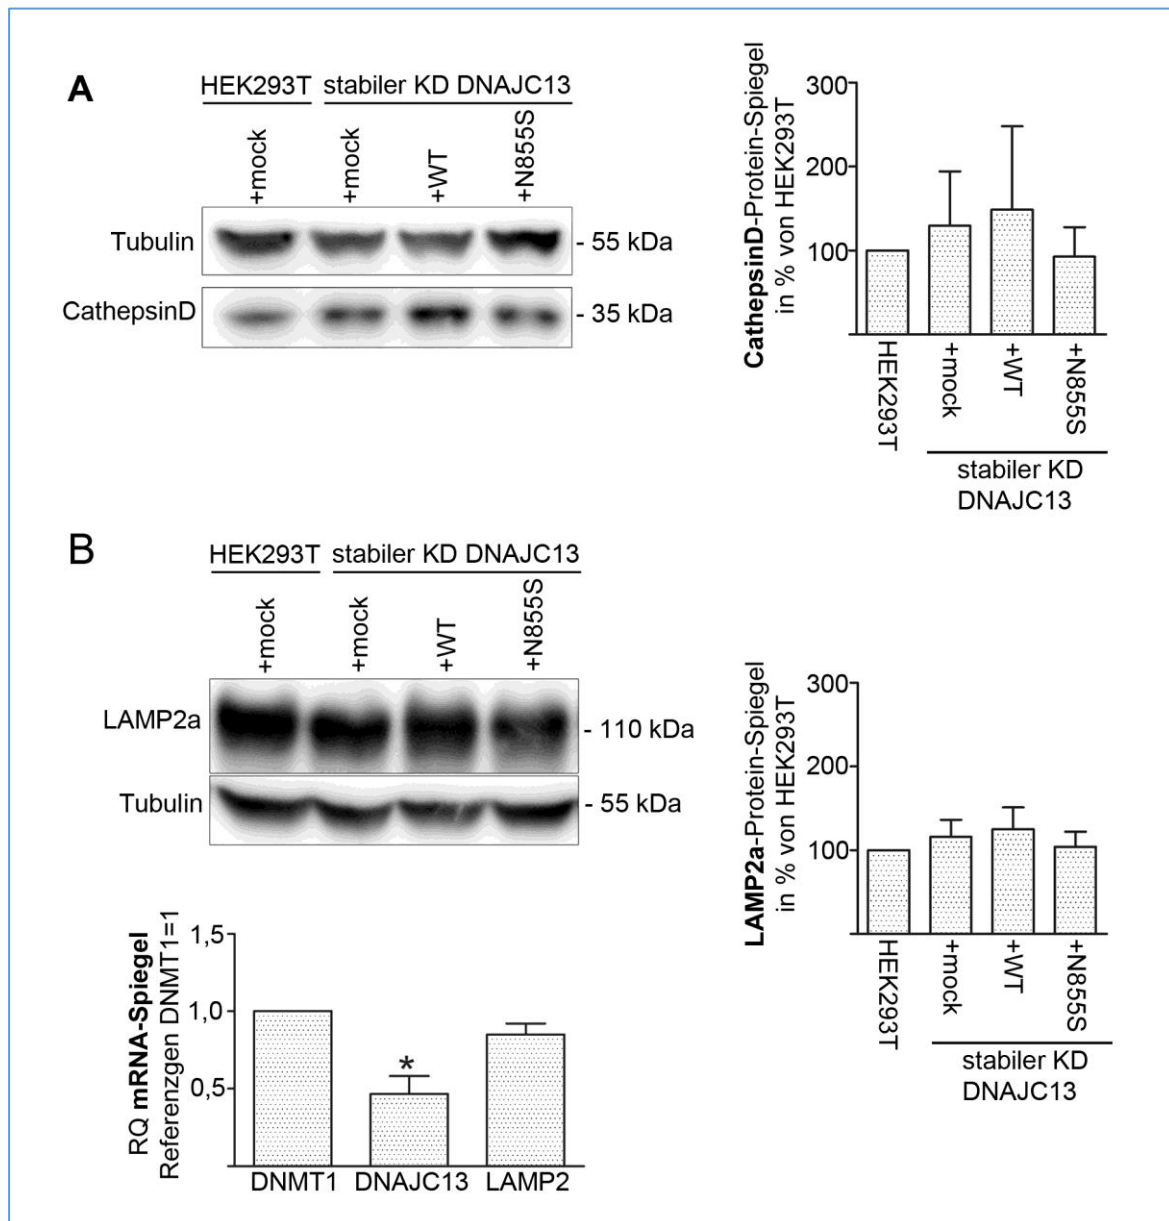 A
HEK293T stabiler KD DNAJC13
+mock +mock +WT +N855S
Tubulin - 55 kDa
CathepsinD - 35 kDa
CathepsinD-Protein-Spiegel
in % von HEK293T
300
200
100
HEK293T +mock +WT +N855S
stabiler KD
DNAJC13
B
HEK293T stabiler KD DNAJC13
+mock +mock +WT +N855S
LAMP2a - 110 kDa
Tubulin - 55 kDa
LAMP2a-Protein-Spiegel
in % von HEK293T
300
200
100
HEK293T +mock +WT +N855S
stabiler KD
DNAJC13
RQ mRNA-Spiegel
Referenzgen DNMT1=1
1,5
1,0
0,5
*
DNMT1 DNAJC13 LAMP2